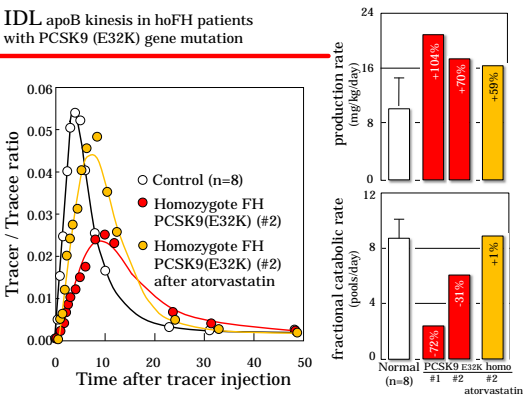 IDL apoB kinesis in hoFH patients
with PCSK9 (E32K) gene mutation
Tracer / Tracee ratio
0.06
0.05
0.04
0.03
0.02
0.01
0.00
0
10
20
30
40
50
Time after tracer injection
Control (n=8)
Homozygote FH
PCSK9(E32K) (#2)
Homozygote FH
PCSK9(E32K) (#2)
after atorvastatin
production rate
(mg/kg/day)
24
16
8
0
+104%
+70%
+59%
fractional catabolic rate
(pods/day)
12
8
4
0
-72%
-31%
+1%
Normal
(n=8)
PCSK9 E32K homo
#1 #2 #2
atorvastatin